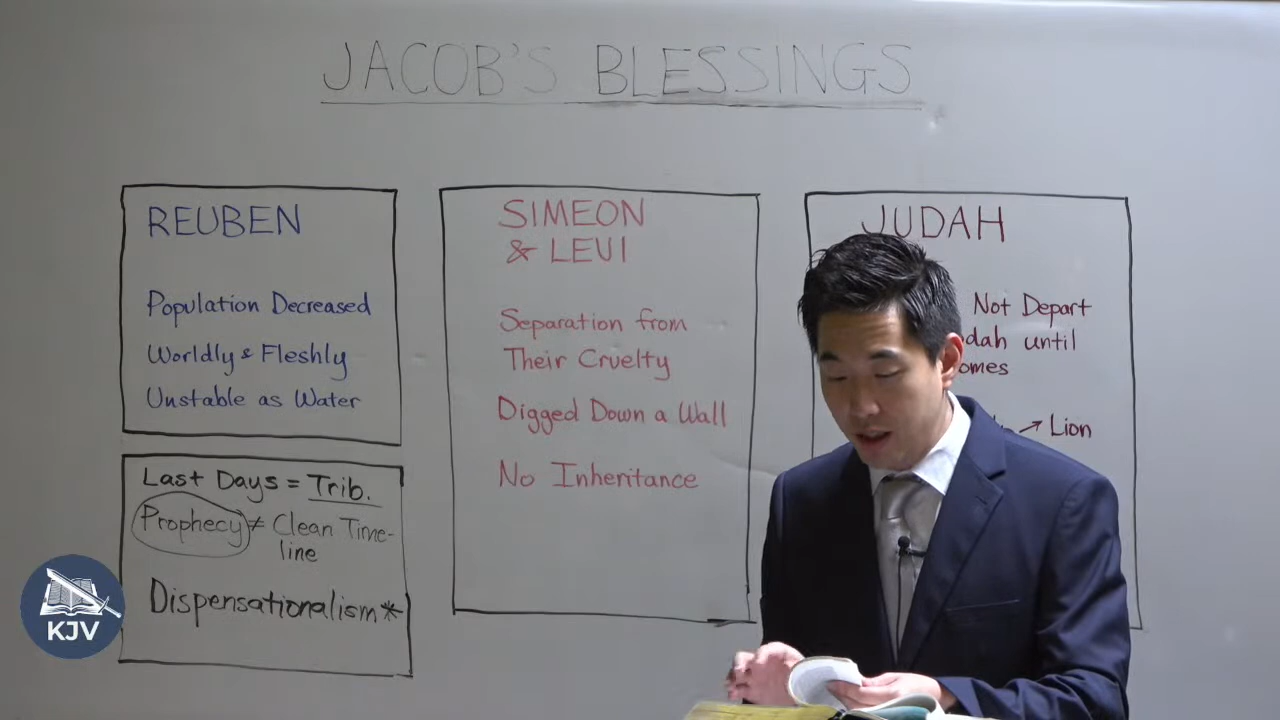 JACOB'S BLESSINGS
REUBEN
Population Decreased
Worldly & Fleshly
Unstable as Water
Last Days = Trib.
Prophecy ≠ Clean Time-
line
Dispensationalism*
SIMEON
& LEVI
Separation from
Their Cruelty
Digged Down a Wall
No Inheritance
JUDAH
Not Depart
dah until
omes
→ Lion
KJV